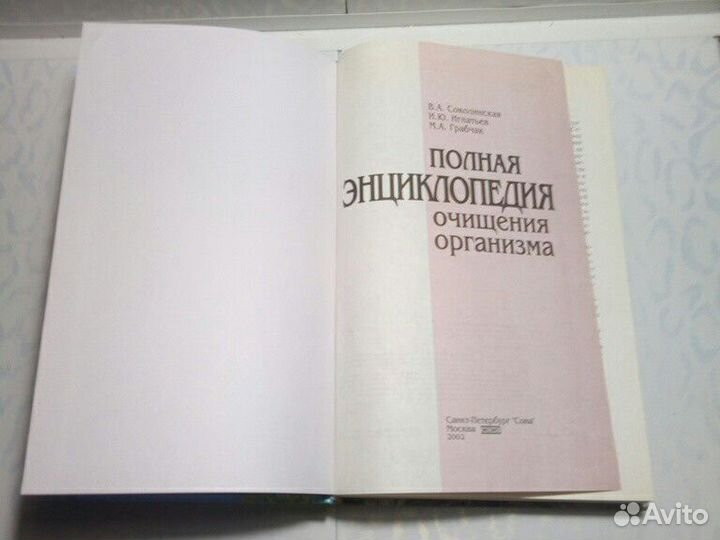 В.А. Соколинская
И.Ю. Игнатьев
М.А. Грабчак
ПОЛНАЯ
ЭНЦИКЛОПЕДИЯ
очищения
организма
Санкт-Петербург "Сова"
Москва
2002
Avito